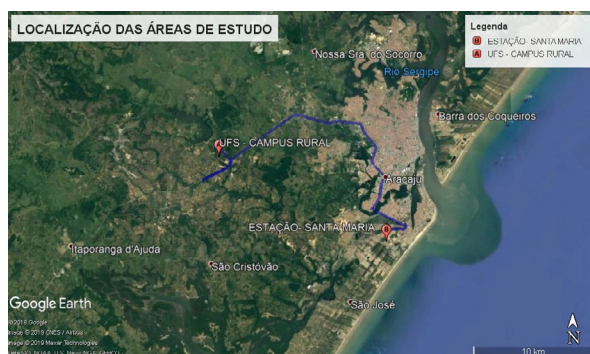 LOCALIZAÇÃO DAS ÁREAS DE ESTUDO
Legenda
B ESTAÇÃO- SANTA MARIA
A UFS - CAMPUS RURAL
Nossa Sra. do Socorro
Rio Sergipe
Barra dos Coqueiros
UFS - CAMPUS RURAL
Aracaju
ESTAÇÃO- SANTA MARIA
B
Itaporanga d'Ajuda
São Cristóvão
São José
Google Earth
© 2019 Google
Image © 2019 CNES / Airbus
Image © 2019 Maxar Technologies
N
10 km